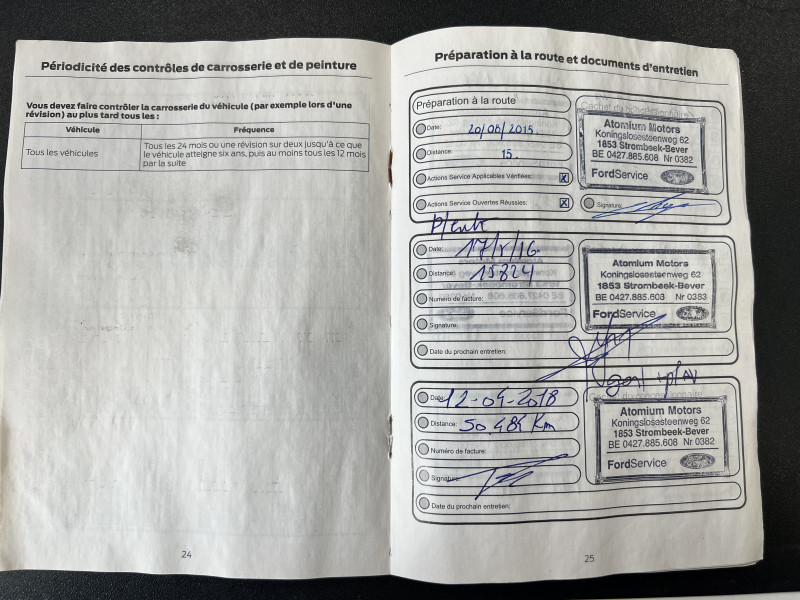 Périodicité des contrôles de carrosserie et de peinture
Vous devez faire contrôler la carrosserie du véhicule (par exemple lors d'une
révision) au plus tard tous les :
Véhicule
Fréquence
Tous les véhicules
Tous les 24 mois ou une révision sur deux jusqu'à ce que
le véhicule atteigne six ans, puis au moins tous les 12 mois
par la suite
24
Préparation à la route et documents d'entretien
Préparation à la route
Date: 20/08/2015
Distance: 15.
Actions Service Applicables Vérifiées: X
Actions Service Ouvertes Réussies: X
Atomium Motors
Koningslosesteenweg 62
1853 Strombeek-Bever
BE 0427.885.608 Nr 0382
FordService
Signature:
Date:
Distance: 15824
Numéro de facture:
Signature:
Date du prochain entretien:
Atomium Motors
Koningslosesteenweg 62
1853 Strombeek-Bever
BE 0427.885.608 Nr 0383
FordService
Date: 12-09-2018
Distance: 50.484 Km
Numéro de facture:
Signature:
Date du prochain entretien:
Atomium Motors
Koningslosesteenweg 62
1853 Strombeek-Bever
BE 0427.885.608 Nr 0382
FordService
25